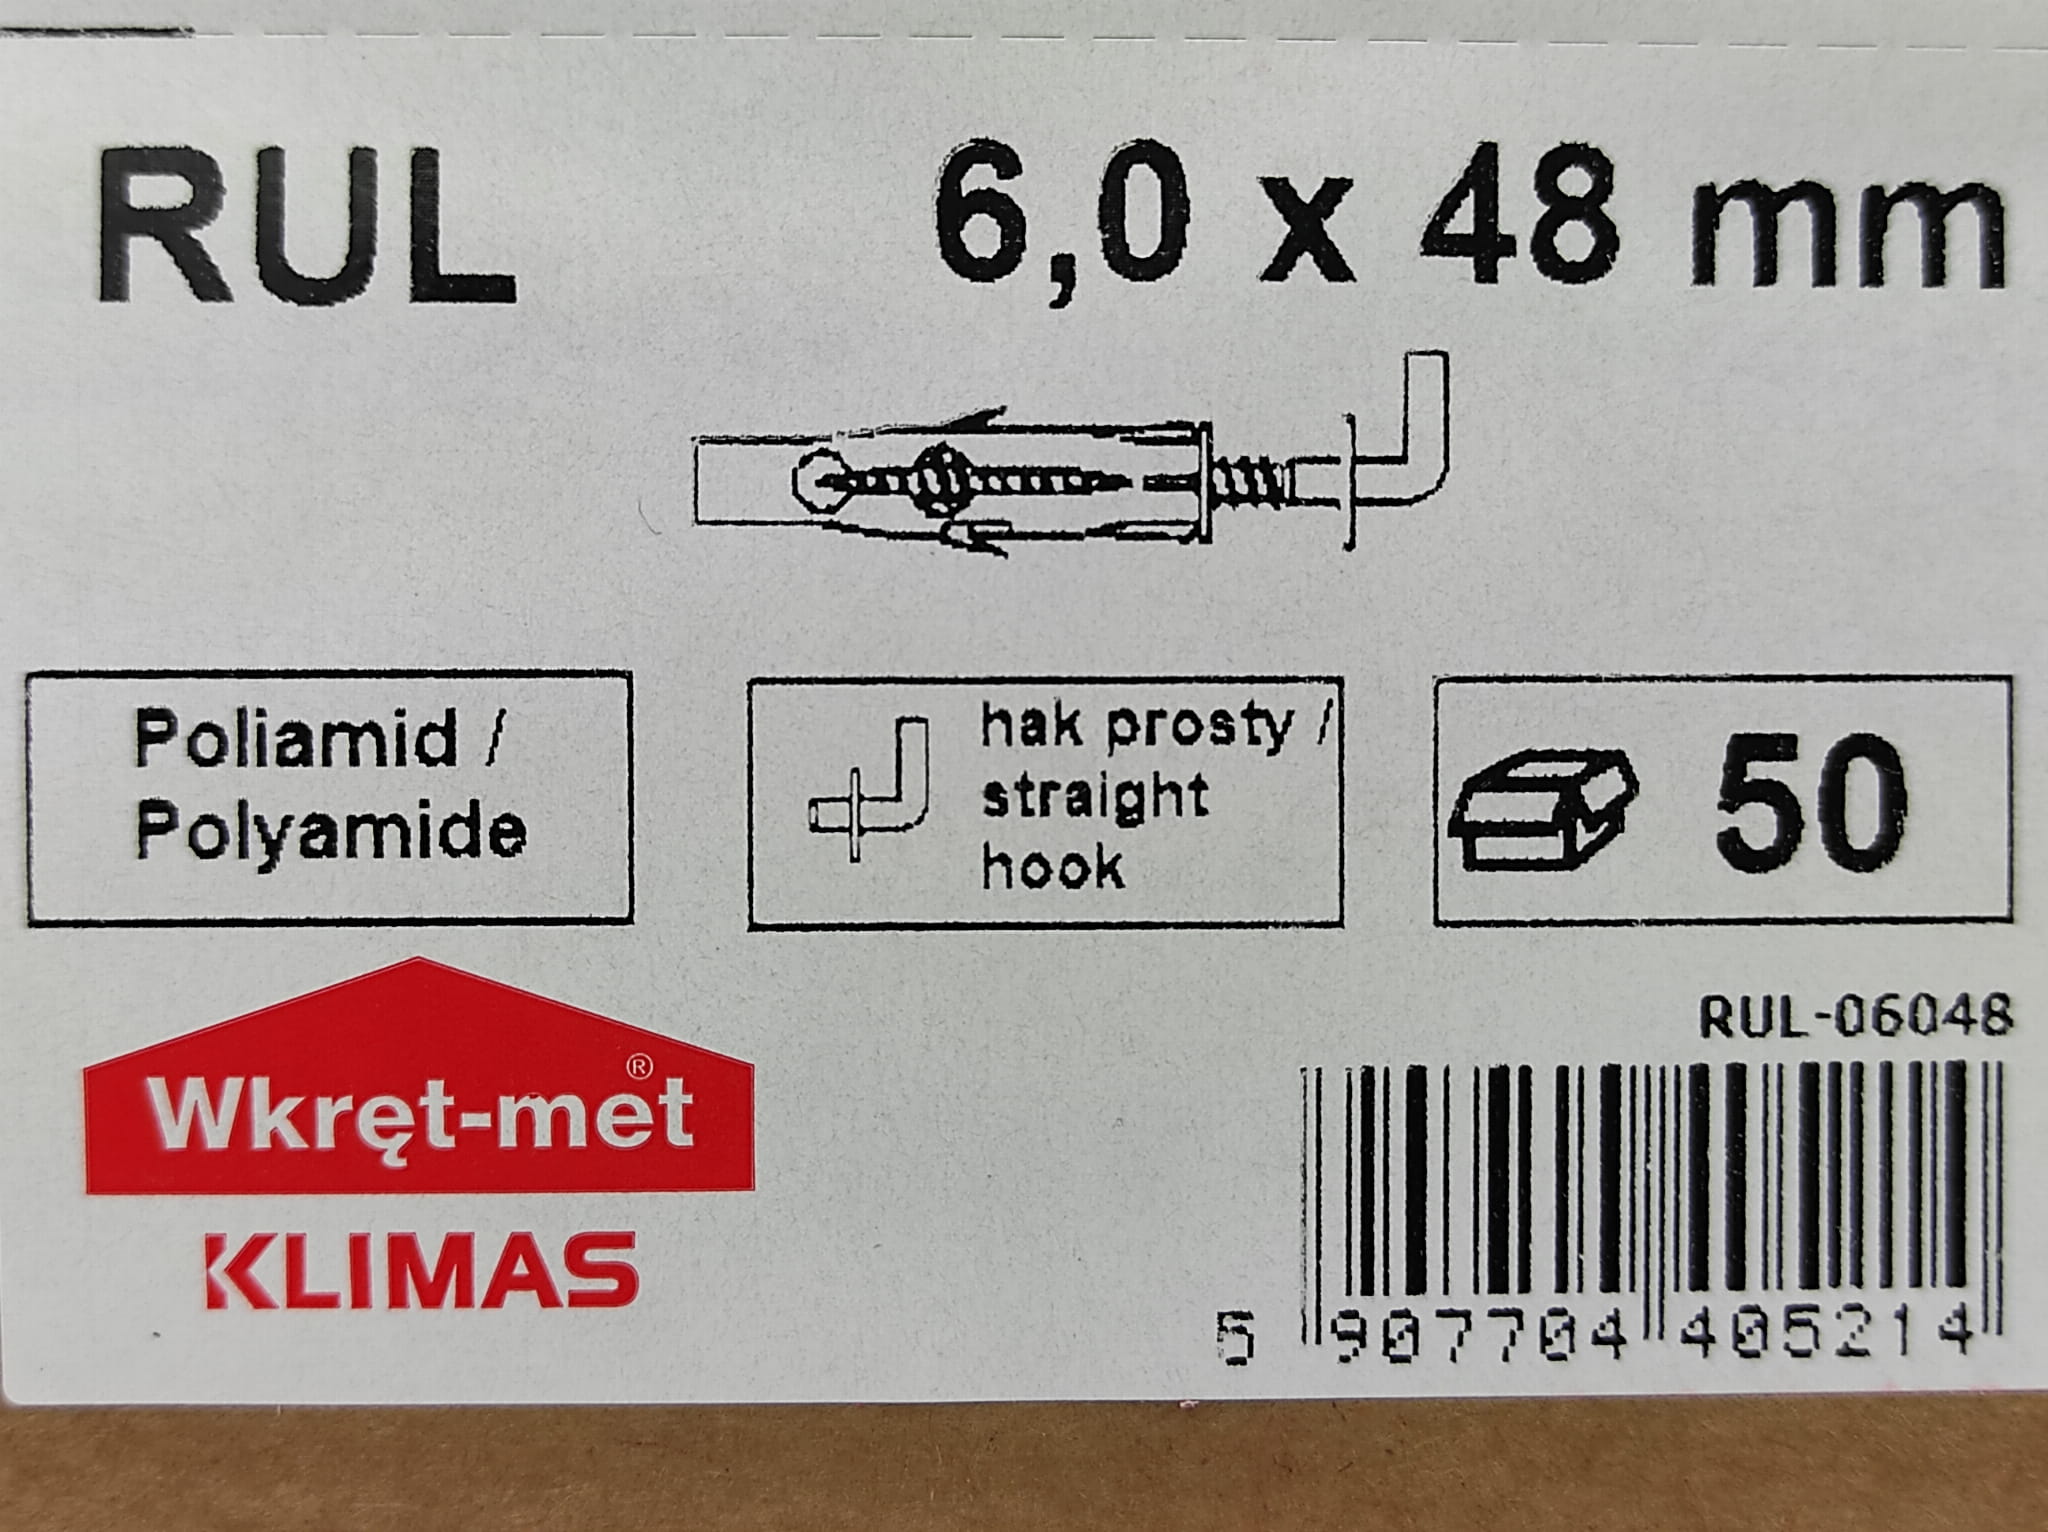 RUL 6,0 x 48 mm
Poliamid /
Polyamide
hak prosty /
straight
hook
50
Wkręt-met®
KLIMAS
RUL-06048
5 907704 405214